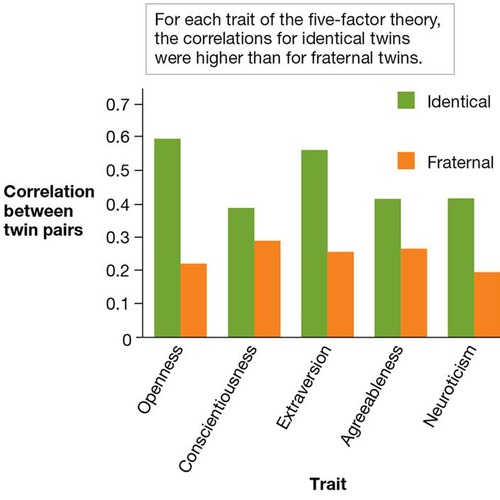 For each trait of the five-factor theory,
the correlations for identical twins
were higher than for fraternal twins.
Identical
Fraternal
Correlation
between
twin pairs
0.7
0.6
0.5
0.4
0.3
0.2
0.1
0
Openness
Conscientiousness
Extraversion
Agreeableness
Neuroticism
Trait